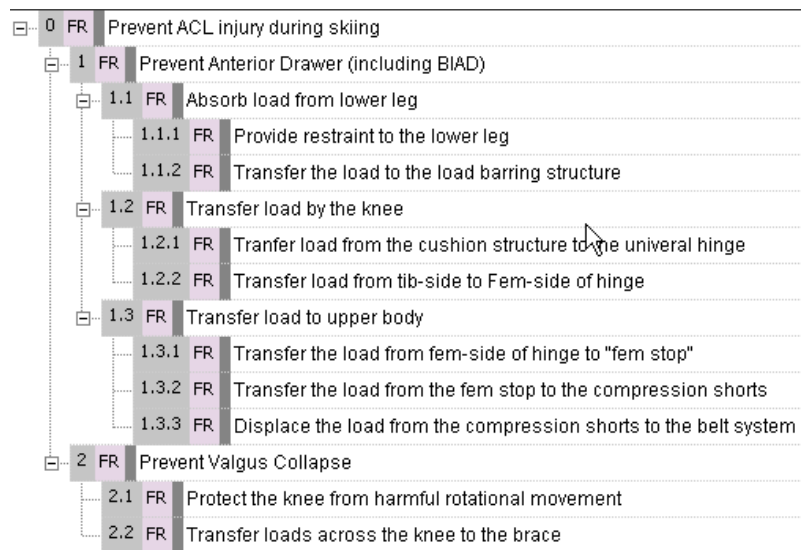 0 FR Prevent ACL injury during skiing
1 FR Prevent Anterior Drawer (including BIAD)
1.1 FR Absorb load from lower leg
1.1.1 FR Provide restraint to the lower leg
1.1.2 FR Transfer the load to the load barring structure
1.2 FR Transfer load by the knee
1.2.1 FR Tranfer load from the cushion structure to the univeral hinge
1.2.2 FR Transfer load from tib-side to Fem-side of hinge
1.3 FR Transfer load to upper body
1.3.1 FR Transfer the load from fem-side of hinge to "fem stop"
1.3.2 FR Transfer the load from the fem stop to the compression shorts
1.3.3 FR Displace the load from the compression shorts to the belt system
2 FR Prevent Valgus Collapse
2.1 FR Protect the knee from harmful rotational movement
2.2 FR Transfer loads across the knee to the brace